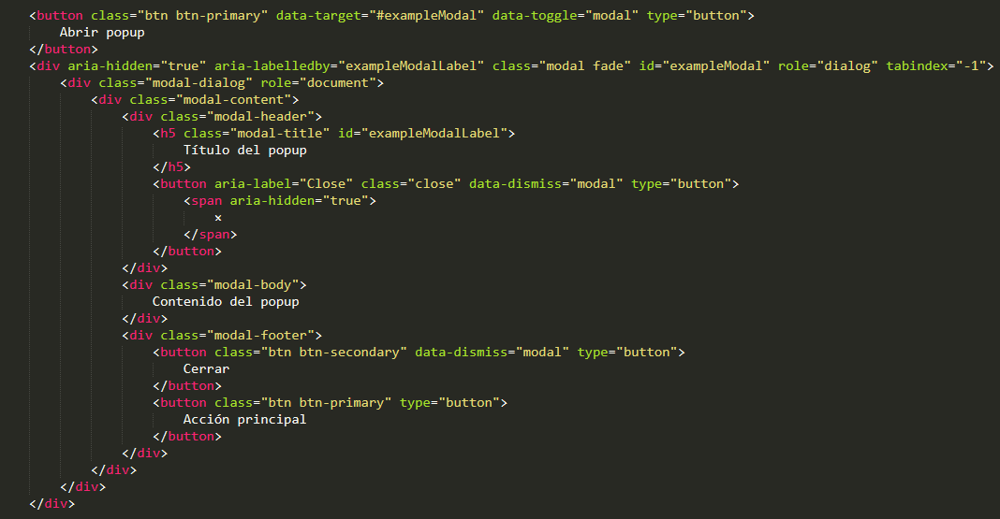 <button class="btn btn-primary" data-target="#exampleModal" data-toggle="modal" type="button">
    Abrir popup
</button>
<div aria-hidden="true" aria-labelledby="exampleModalLabel" class="modal fade" id="exampleModal" role="dialog" tabindex="-1">
    <div class="modal-dialog" role="document">
        <div class="modal-content">
            <div class="modal-header">
                <h5 class="modal-title" id="exampleModalLabel">
                    Título del popup
                </h5>
                <button aria-label="Close" class="close" data-dismiss="modal" type="button">
                    <span aria-hidden="true">
                        ×
                    </span>
                </button>
            </div>
            <div class="modal-body">
                Contenido del popup
            </div>
            <div class="modal-footer">
                <button class="btn btn-secondary" data-dismiss="modal" type="button">
                    Cerrar
                </button>
                <button class="btn btn-primary" type="button">
                    Acción principal
                </button>
            </div>
        </div>
    </div>
</div>